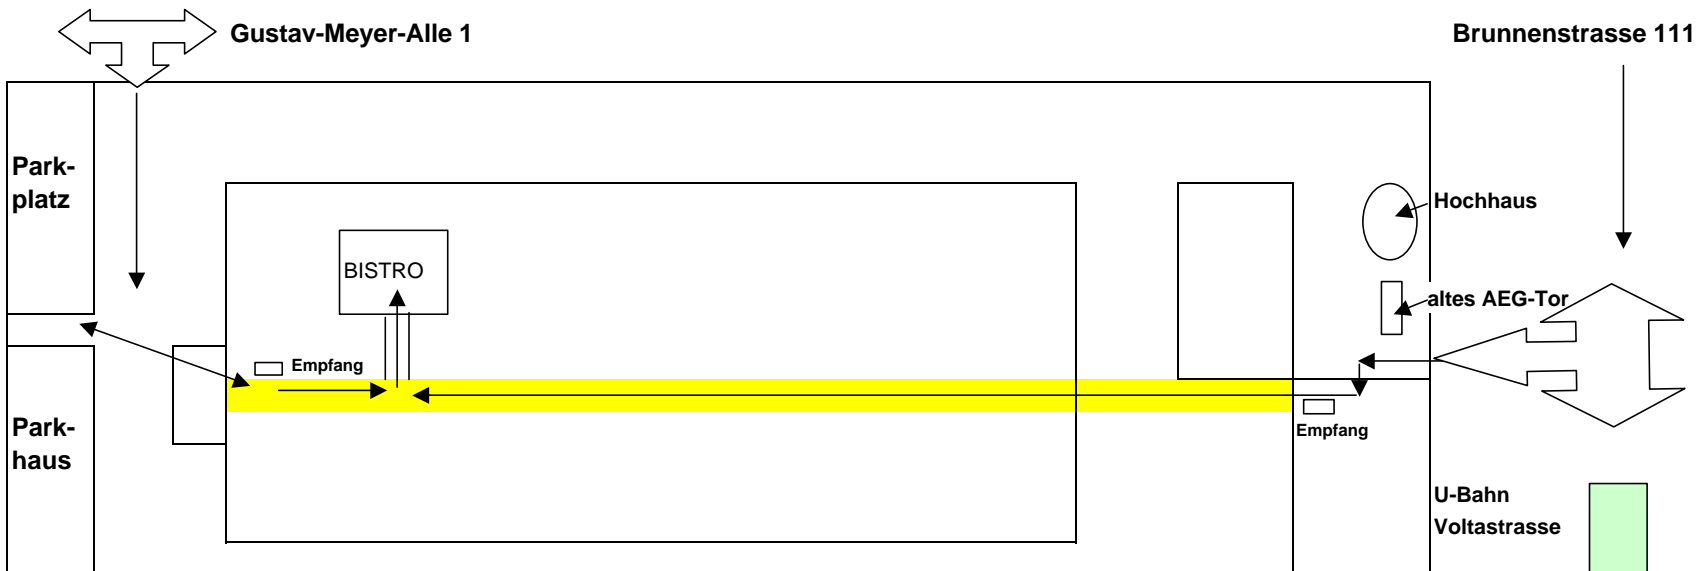 Gustav-Meyer-Alle 1
Brunnenstrasse 111
Park-
platz
Hochhaus
BISTRO
altes AEG-Tor
Empfang
Park-
haus
Empfang
U-Bahn
Voltastrasse